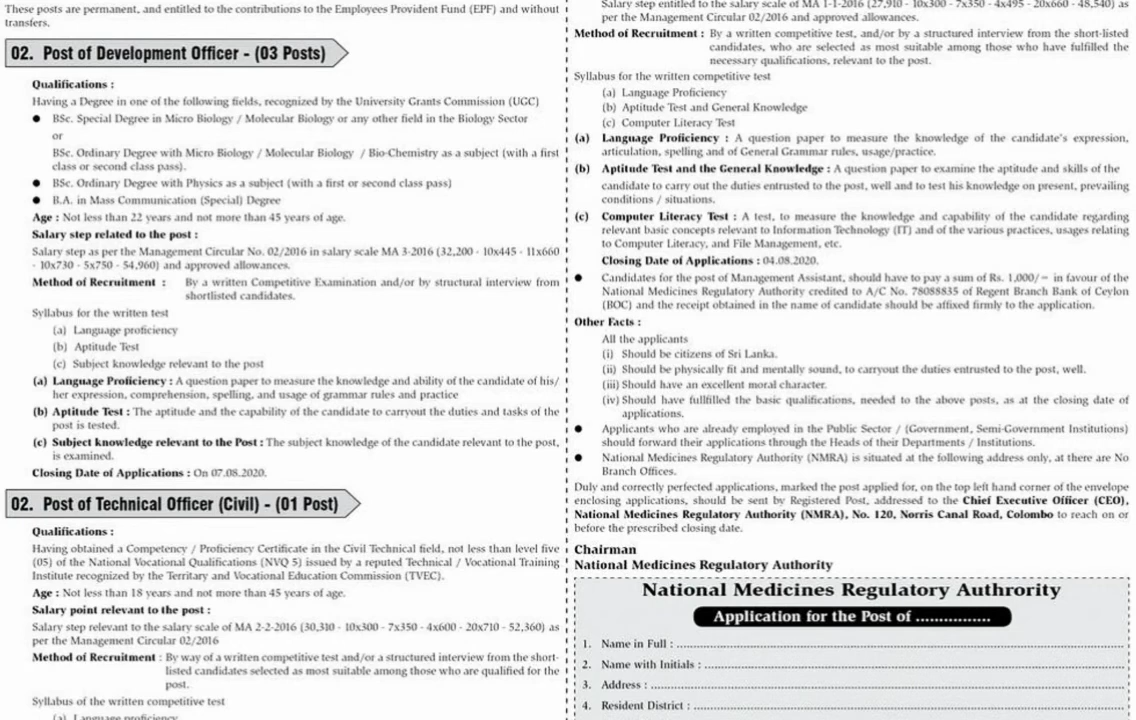 These posts are permanent, and entitled to the contributions to the Employees Provident Fund (EPF) and without
transfers.
02. Post of Development Officer - (03 Posts)
Qualifications :
Having a Degree in one of the following fields, recognized by the University Grants Commission (UGC)
● BSc. Special Degree in Micro Biology / Molecular Biology or any other field in the Biology Sector
or
BSc. Ordinary Degree with Micro Biology / Molecular Biology / Bio-Chemistry as a subject (with a first
class or second class pass).
● BSc. Ordinary Degree with Physics as a subject (with a first or second class pass)
● B.A. in Mass Communication (Special) Degree
Age : Not less than 22 years and not more than 45 years of age.
Salary step related to the post :
Salary step as per the Management Circular No. 02/2016 in salary scale MA 3-2016 (32,200 - 10x445 - 11x660
- 10x730 - 5x750 - 54,960) and approved allowances.
Method of Recruitment : By a written Competitive Examination and/or by structural interview from
shortlisted candidates.
Syllabus for the written test
(a) Language proficiency
(b) Aptitude Test
(c) Subject knowledge relevant to the post
(a) Language Proficiency : A question paper to measure the knowledge and ability of the candidate of his/
her expression, comprehension, spelling, and usage of grammar rules and practice
(b) Aptitude Test : The aptitude and the capability of the candidate to carryout the duties and tasks of the
post is tested.
(c) Subject knowledge relevant to the Post : The subject knowledge of the candidate relevant to the post,
is examined.
Closing Date of Applications : On 07.08.2020.
02. Post of Technical Officer (Civil) - (01 Post)
Qualifications :
Having obtained a Competency / Proficiency Certificate in the Civil Technical field, not less than level five
(05) of the National Vocational Qualifications (NVQ 5) issued by a reputed Technical / Vocational Training
Institute recognized by the Territary and Vocational Education Commission (TVEC).
Age : Not less than 18 years and not more than 45 years of age.
Salary point relevant to the post :
Salary step relevant to the salary scale of MA 2-2-2016 (30,310 - 10x300 - 7x350 - 4x600 - 20x710 - 52,360) as
per the Management Circular 02/2016
Method of Recruitment : By way of a written competitive test and/or a structured interview from the short-
listed candidates selected as most suitable among those who are qualified for the
post.
Syllabus of the written competitive test
(a) Language proficiency
Salary step entitled to the salary scale of MA 1-1-2016 (27,910 - 10x300 - 7x350 - 4x495 - 20x660 - 48,540) as
per the Management Circular 02/2016 and approved allowances.
Method of Recruitment : By a written competitive test, and/or by a structured interview from the short-listed
candidates, who are selected as most suitable among those who have fulfilled the
necessary qualifications, relevant to the post.
Syllabus for the written competitive test
(a) Language Proficiency
(b) Aptitude Test and General Knowledge
(c) Computer Literacy Test
(a) Language Proficiency : A question paper to measure the knowledge of the candidate's expression,
articulation, spelling and of General Grammar rules, usage/practice.
(b) Aptitude Test and the General Knowledge : A question paper to examine the aptitude and skills of the
candidate to carry out the duties entrusted to the post, well and to test his knowledge on present, prevailing
conditions / situations.
(c) Computer Literacy Test : A test, to measure the knowledge and capability of the candidate regarding
relevant basic concepts relevant to Information Technology (IT) and of the various practices, usages relating
to Computer Literacy, and File Management, etc.
Closing Date of Applications : 04.08.2020.
● Candidates for the post of Management Assistant, should have to pay a sum of Rs. 1,000/= in favour of the
National Medicines Regulatory Authority credited to A/C No. 78088835 of Regent Branch Bank of Ceylon
(BOC) and the receipt obtained in the name of candidate should be affixed firmly to the application.
Other Facts :
All the applicants
(i) Should be citizens of Sri Lanka.
(ii) Should be physically fit and mentally sound, to carryout the duties entrusted to the post, well.
(iii) Should have an excellent moral character.
(iv) Should have fullfilled the basic qualifications, needed to the above posts, as at the closing date of
applications.
● Applicants who are already employed in the Public Sector / (Government, Semi-Government Institutions)
should forward their applications through the Heads of their Departments / Institutions.
● National Medicines Regulatory Authority (NMRA) is situated at the following address only, at there are No
Branch Offices.
Duly and correctly perfected applications, marked the post applied for, on the top left hand corner of the envelope
enclosing applications, should be sent by Registered Post, addressed to the Chief Executive Officer (CEO),
National Medicines Regulatory Authority (NMRA), No. 120, Norris Canal Road, Colombo to reach on or
before the prescribed closing date.
Chairman
National Medicines Regulatory Authority
National Medicines Regulatory Authrority
Application for the Post of ................
1. Name in Full : ................
2. Name with Initials : ................
3. Address : ................
4. Resident District : ................